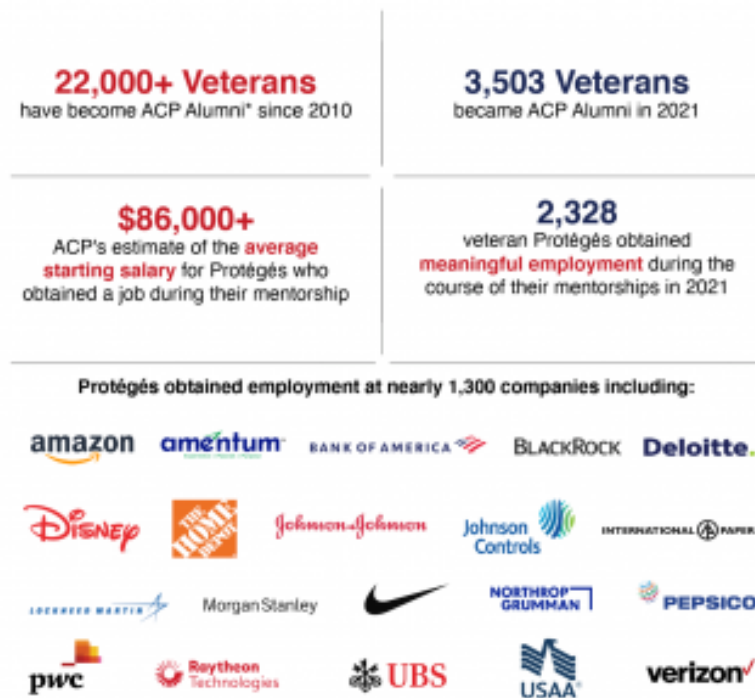 22,000+ Veterans
have become ACP Alumni* since 2010
3,503 Veterans
became ACP Alumni in 2021
$86,000+
ACP's estimate of the average
starting salary for Protégés who
obtained a job during their mentorship
2,328
veteran Protégés obtained
meaningful employment during the
course of their mentorships in 2021
Protégés obtained employment at nearly 1,300 companies including:
amazon
amentum
BANK OF AMERICA
BLACKROCK
Deloitte.
Disney
THE
HOME
DEPOT
Johnson & Johnson
Johnson
Controls
INTERNATIONAL PAPER
LOCKHEED MARTIN
Morgan Stanley
NORTHROP
GRUMMAN
PEPSICO
pwc
Raytheon
Technologies
UBS
USAA®
verizon✓